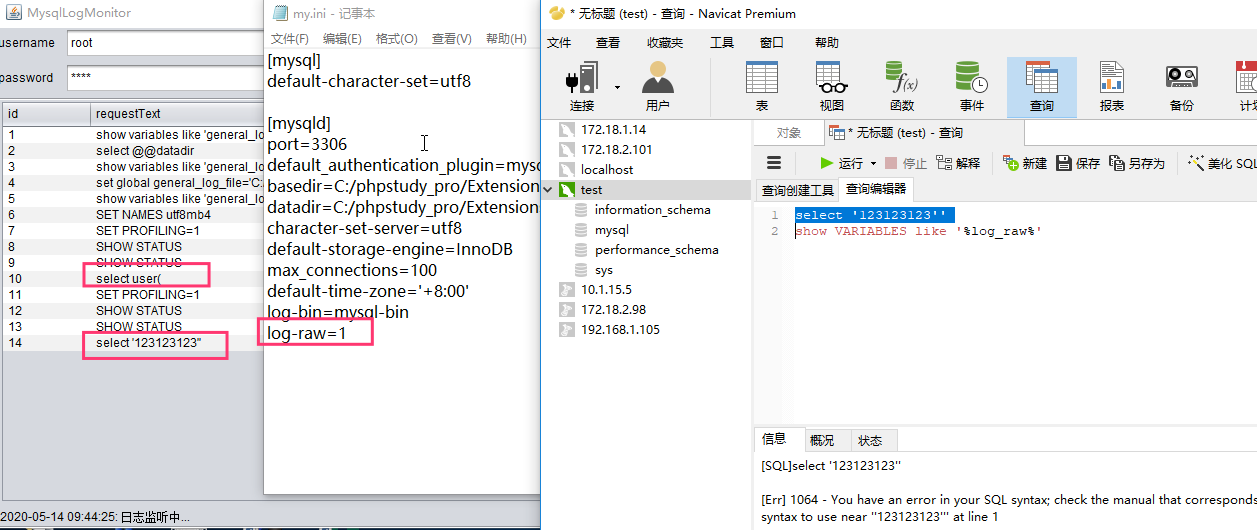 MysqlLogMonitor
username
root
password
****
id
requestText
1
show variables like 'general_lo
2
select @@datadir
3
show variables like 'general_lo
4
set global general_log_file='C:
5
show variables like 'general_lo
6
SET NAMES utf8mb4
7
SET PROFILING=1
8
SHOW STATUS
9
SHOW STATUS
10
select user(
11
SET PROFILING=1
12
SHOW STATUS
13
SHOW STATUS
14
select '123123123''
2020-05-14 09:44:25: 日志监听中...
my.ini - 记事本
文件(F) 编辑(E) 格式(O) 查看(V) 帮助(H)
[mysql]
default-character-set=utf8
[mysqld]
port=3306
default_authentication_plugin=mysq
basedir=C:/phpstudy_pro/Extension
datadir=C:/phpstudy_pro/Extension
character-set-server=utf8
default-storage-engine=InnoDB
max_connections=100
default-time-zone='+8:00'
log-bin=mysql-bin
log-raw=1
* 无标题 (test) - 查询 - Navicat Premium
文件 查看 收藏夹 工具 窗口 帮助
连接 用户 表 视图 函数 事件 查询 报表 备份 计划
172.18.1.14
172.18.2.101
localhost
test
information_schema
mysql
performance_schema
sys
10.1.15.5
172.18.2.98
192.168.1.105
对象 * 无标题 (test) - 查询
运行 停止 解释 新建 保存 另存为 美化 SQL
查询创建工具 查询编辑器
1 select '123123123''
2 show VARIABLES like '%log_raw%'
信息 概况 状态
[SQL]select '123123123''
[Err] 1064 - You have an error in your SQL syntax; check the manual that corresponds
syntax to use near ''123123123''' at line 1